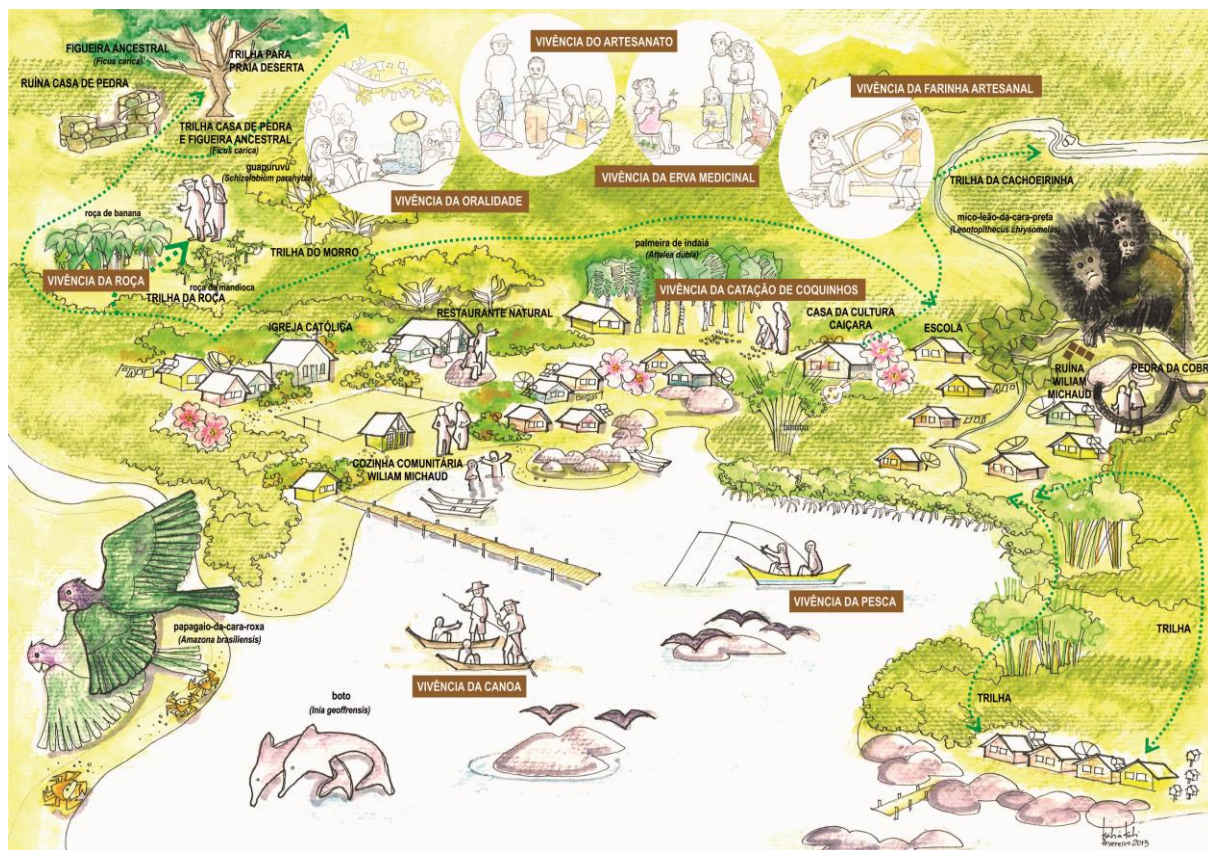 FIGUEIRA ANCESTRAL
(Ficus carica)
TRILHA PARA
PRAIA DESERTA
RUÍNA CASA DE PEDRA
TRILHA CASA DE PEDRA
E FIGUEIRA ANCESTRAL
(Ficus carica)
VIVÊNCIA DO ARTESANATO
VIVÊNCIA DA FARINHA ARTESANAL
guapuruvú
(Schizolobium parahyba)
VIVÊNCIA DA ORALIDADE
VIVÊNCIA DA ERVA MEDICINAL
TRILHA DA CACHOEIRINHA
roça de banana
mico-leão-da-cara-preta
(Leontopithecus chrysomelas)
TRILHA DO MORRO
palmeira de indaiá
(Attalea dubia)
VIVÊNCIA DA ROÇA
roça de mandioca
TRILHA DA ROÇA
VIVÊNCIA DA CATAÇÃO DE COQUINHOS
IGREJA CATÓLICA
RESTAURANTE NATURAL
CASA DA CULTURA
CAIÇARA
ESCOLA
RUÍNA
WILIAM
MICHAUD
PEDRA DA COBR
bambu
COZINHA COMUNITÁRIA
WILIAM MICHAUD
VIVÊNCIA DA PESCA
papagaio-da-cara-roxa
(Amazona brasiliensis)
TRILHA
VIVÊNCIA DA CANOA
boto
(Inia geoffrensis)
TRILHA
fevereiro 2013